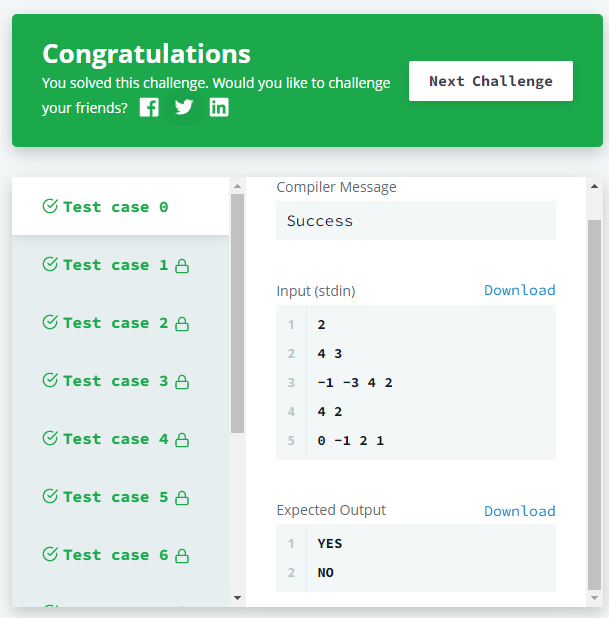 Congratulations
You solved this challenge. Would you like to challenge
your friends?
Next Challenge
Test case 0
Test case 1
Test case 2
Test case 3
Test case 4
Test case 5
Test case 6
Compiler Message
Success
Input (stdin)
Download
1 2
2 4 3
3 -1 -3 4 2
4 4 2
5 0 -1 2 1
Expected Output
Download
1 YES
2 NO